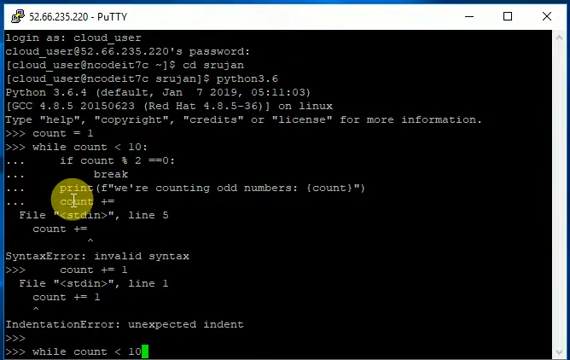 52.66.235.220 - PuTTY
login as: cloud_user
cloud_user@52.66.235.220's password:
[cloud_user@ncodeit7c ~]$ cd srujan
[cloud_user@ncodeit7c srujan]$ python3.6
Python 3.6.4 (default, Jan  7 2019, 05:11:03)
[GCC 4.8.5 20150623 (Red Hat 4.8.5-36)] on linux
Type "help", "copyright", "credits" or "license" for more information.
>>> count = 1
>>> while count < 10:
...     if count % 2 ==0:
...             break
...     print(f"we're counting odd numbers: {count}")
...     count +=
  File "<stdin>", line 5
    count +=
           ^
SyntaxError: invalid syntax
>>>     count += 1
  File "<stdin>", line 1
    count += 1
    ^
IndentationError: unexpected indent
>>>
>>> while count < 10